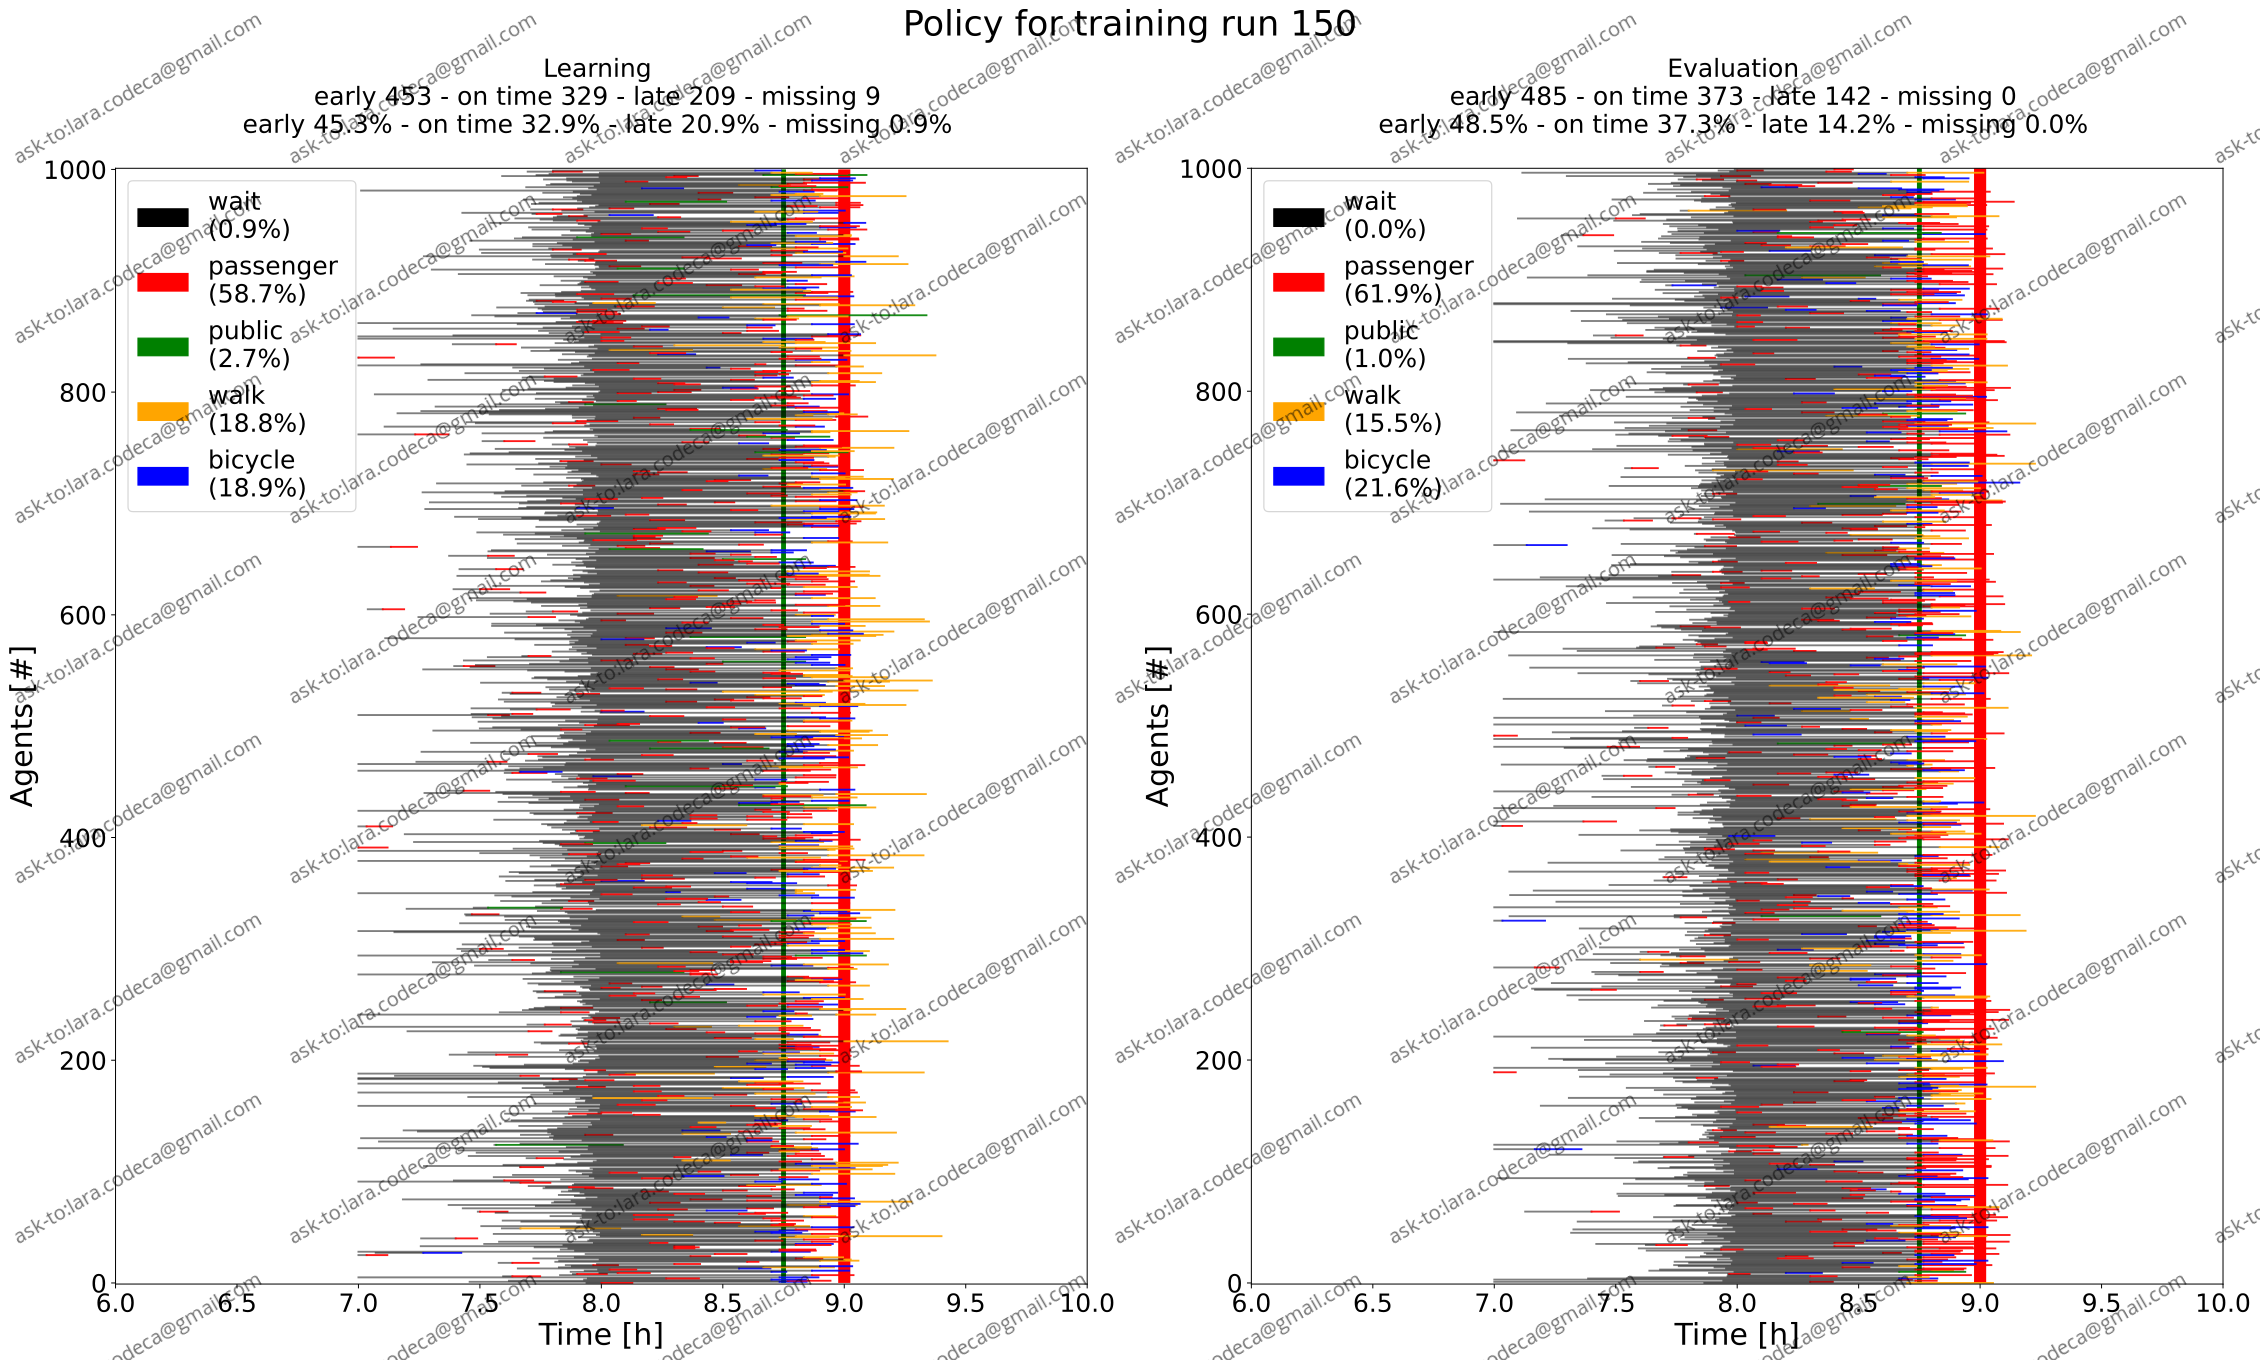 Policy for training run 150
Learning
early 453 - on time 329 - late 209 - missing 9
early 45.3% - on time 32.9% - late 20.9% - missing 0.9%
1000
800
600
400
200
0
Agents [#]
wait
(0.9%)
passenger
(58.7%)
public
(2.7%)
walk
(18.8%)
bicycle
(18.9%)
6.0 6.5 7.0 7.5 8.0 8.5 9.0 9.5 10.0
Time [h]
Evaluation
early 485 - on time 373 - late 142 - missing 0
early 48.5% - on time 37.3% - late 14.2% - missing 0.0%
1000
800
600
400
200
0
Agents [#]
wait
(0.0%)
passenger
(61.9%)
public
(1.0%)
walk
(15.5%)
bicycle
(21.6%)
6.0 6.5 7.0 7.5 8.0 8.5 9.0 9.5 10.0
Time [h]
ask-to:lara.codeca@gmail.com